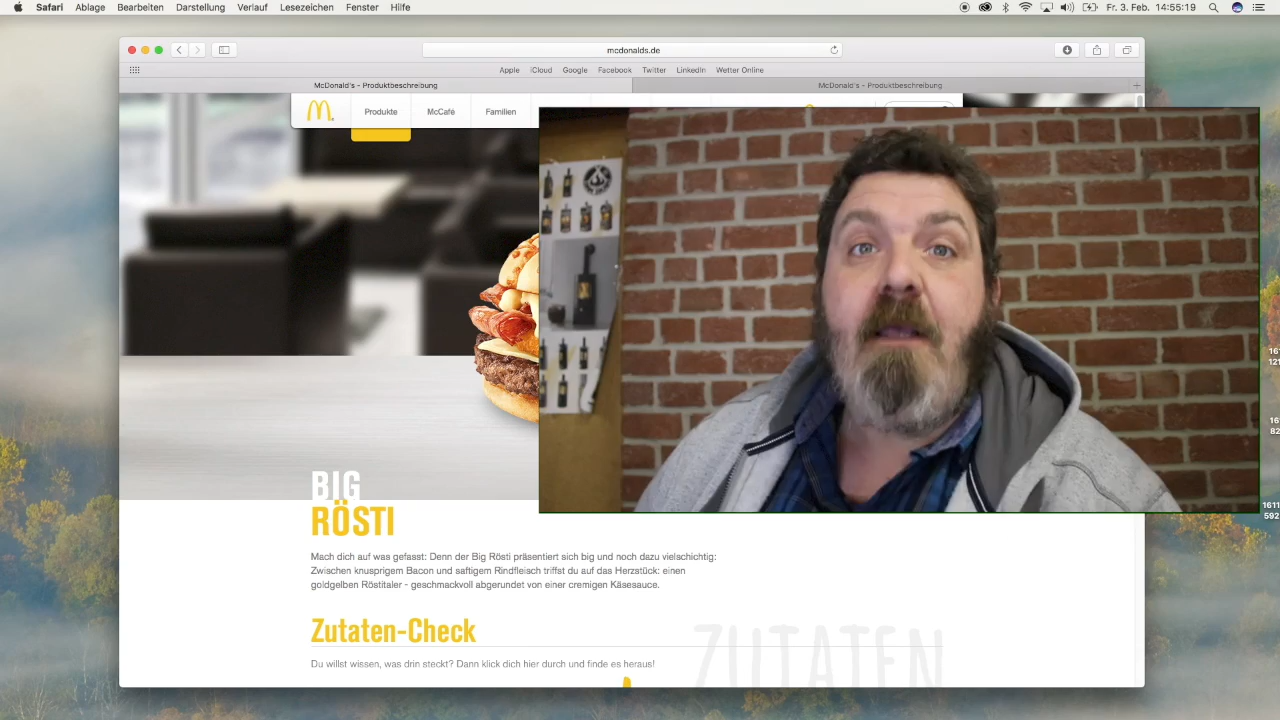 Safari Ablage Bearbeiten Darstellung Verlauf Lesezeichen Fenster Hilfe
Fr. 3. Feb. 14:55:19
mcdonalds.de
Apple iCloud Google Facebook Twitter LinkedIn Wetter Online
McDonald's - Produktbeschreibung
McDonald's - Produktbeschreibung
Produkte McCafé Familien
BIG
RÖSTI
Mach dich auf was gefasst: Denn der Big Rösti präsentiert sich big und noch dazu vielschichtig:
Zwischen knusprigem Bacon und saftigem Rindfleisch triffst du auf das Herzstück: einen
goldgelben Röstitaler - geschmackvoll abgerundet von einer cremigen Käsesauce.
Zutaten-Check
ZUTATEN
Du willst wissen, was drin steckt? Dann klick dich hier durch und finde es heraus!